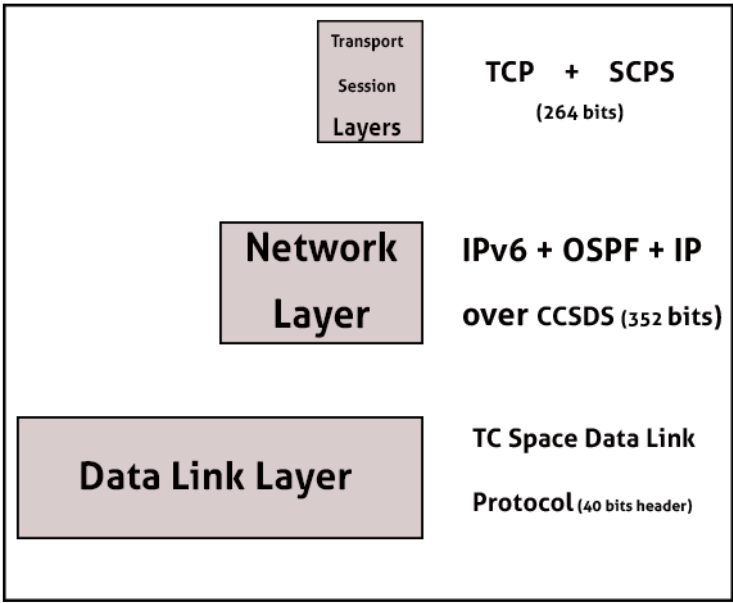 Transport
Session
Layers
TCP + SCPS
(264 bits)
Network
Layer
IPv6 + OSPF + IP
over CCSDS (352 bits)
Data Link Layer
TC Space Data Link
Protocol (40 bits header)